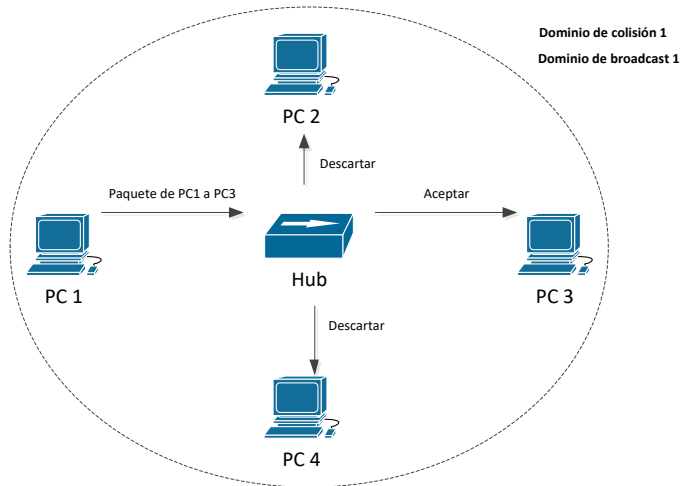 Dominio de colisión 1
Dominio de broadcast 1
PC 2
Descartar
Paquete de PC1 a PC3
Aceptar
PC 1
Hub
PC 3
Descartar
PC 4